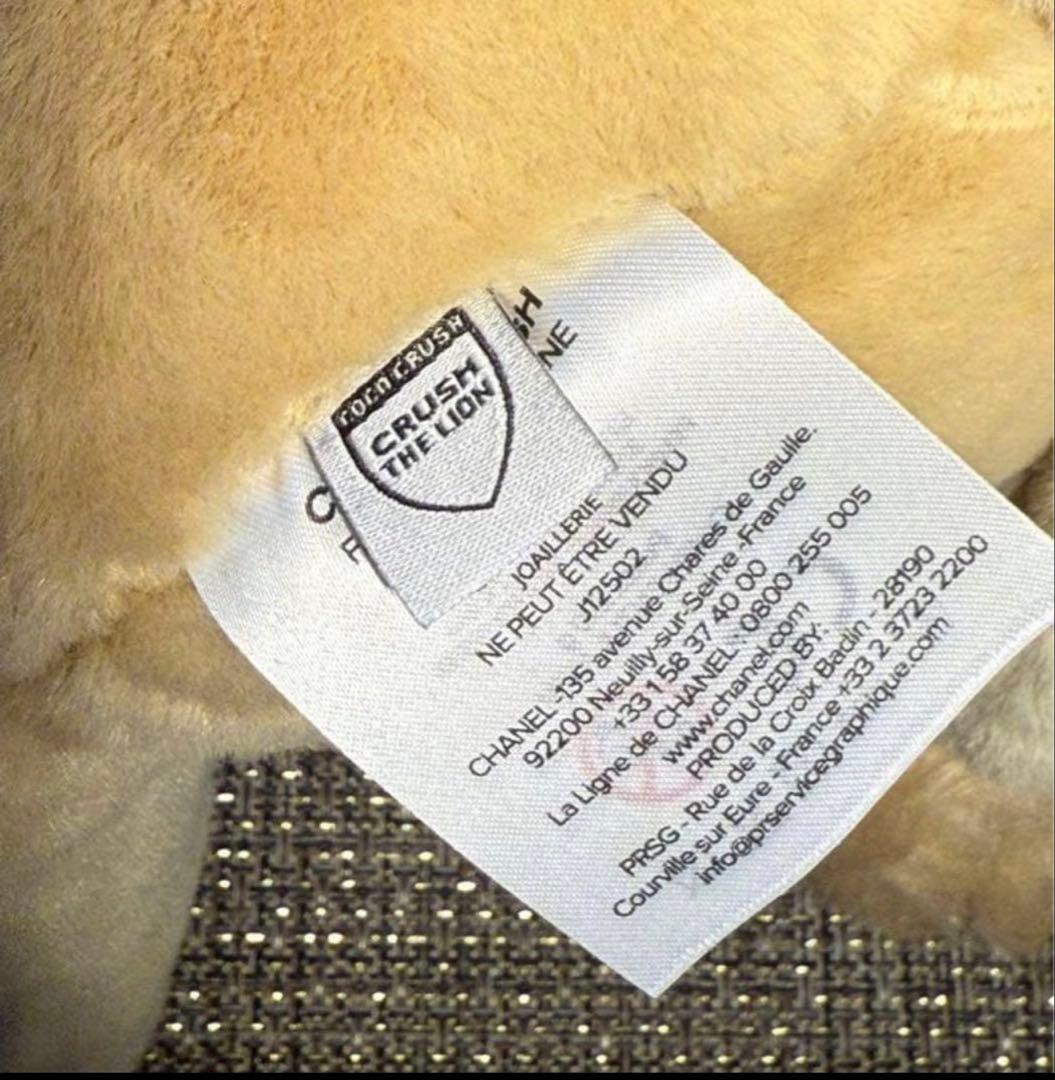 COCO CRUSH
CRUSH
THE LION
JOAILLERIE
NE PEUT ÊTRE VENDU
J12502
CHANEL -135 avenue Chares de Gaulle.
92200 Neuilly-sur-Seine -France
+33 1 58 37 40 00
La Ligne de CHANEL · 0800 255 005
www.chanel.com
PRODUCED BY:
PRSG - Rue de la Croix Badin - 28190
Courville sur Eure - France +33 2 3723 2200
info@prservicegraphique.com